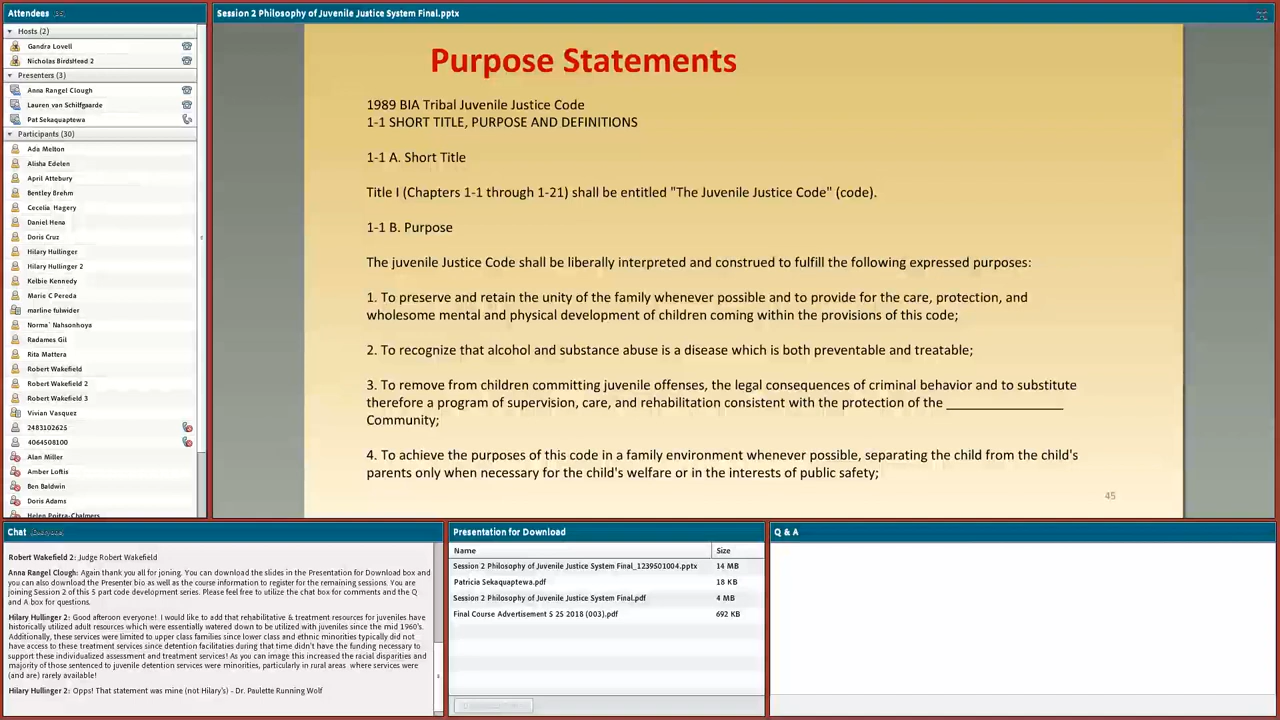 Attendees (35)
Hosts (2)
Gandra Lovell
Nicholas BirdsHead 2
Presenters (3)
Anna Rangel Clough
Lauren van Schilfgaarde
Pat Sekaquaptewa
Participants (30)
Ada Melton
Alisha Edelen
April Attebury
Bentley Brehm
Cecelia Hagery
Daniel Hena
Doris Cruz
Hilary Hullinger
Hilary Hullinger 2
Kelbie Kennedy
Marie C Pereda
marline fulwider
Norma` Nahsonhoya
Radames Gil
Rita Mattera
Robert Wakefield
Robert Wakefield 2
Robert Wakefield 3
Vivian Vasquez
2483102625
4064508100
Alan Miller
Amber Loftis
Ben Baldwin
Doris Adams
Helen Poitra-Chalmers
Session 2 Philosophy of Juvenile Justice System Final.pptx
Purpose Statements
1989 BIA Tribal Juvenile Justice Code
1-1 SHORT TITLE, PURPOSE AND DEFINITIONS
1-1 A. Short Title
Title I (Chapters 1-1 through 1-21) shall be entitled "The Juvenile Justice Code" (code).
1-1 B. Purpose
The juvenile Justice Code shall be liberally interpreted and construed to fulfill the following expressed purposes:
1. To preserve and retain the unity of the family whenever possible and to provide for the care, protection, and
wholesome mental and physical development of children coming within the provisions of this code;
2. To recognize that alcohol and substance abuse is a disease which is both preventable and treatable;
3. To remove from children committing juvenile offenses, the legal consequences of criminal behavior and to substitute
therefore a program of supervision, care, and rehabilitation consistent with the protection of the ________________
Community;
4. To achieve the purposes of this code in a family environment whenever possible, separating the child from the child's
parents only when necessary for the child's welfare or in the interests of public safety;
45
Chat (Everyone)
Robert Wakefield 2: Judge Robert Wakefield
Anna Rangel Clough: Again thank you all for joining. You can download the slides in the Presentation for Download box and
you can also download the Presenter bio as well as the course information to register for the remaining sessions. You are
joining Session 2 of this 5 part code development series. Please feel free to utilize the chat box for comments and the Q
and A box for questions.
Hilary Hullinger 2: Good afternoon everyone! I would like to add that rehabilitative & treatment resources for juveniles have
historically utilized adult resources which were essentially watered down to be utilized with juveniles since the mid 1960's.
Additionally, these services were limited to upper class families since lower class and ethnic minorities typically did not
have access to these treatment services since detention facilitaties during that time didn't have the funding necessary to
support these individualized assessment and treatment services! As you can image this increased the racial disparities and
majority of those sentenced to juvenile detention services were minorities, particularly in rural areas where services were
(and are) rarely available!
Hilary Hullinger 2: Opps! That statement was mine (not Hilary's) - Dr. Paulette Running Wolf
Presentation for Download
Name Size
Session 2 Philosophy of Juvenile Justice System Final_1239501004.pptx 14 MB
Patricia Sekaquaptewa.pdf 18 KB
Session 2 Philosophy of Juvenile Justice System Final.pdf 4 MB
Final Course Advertisement 5 25 2018 (003).pdf 692 KB
Q & A